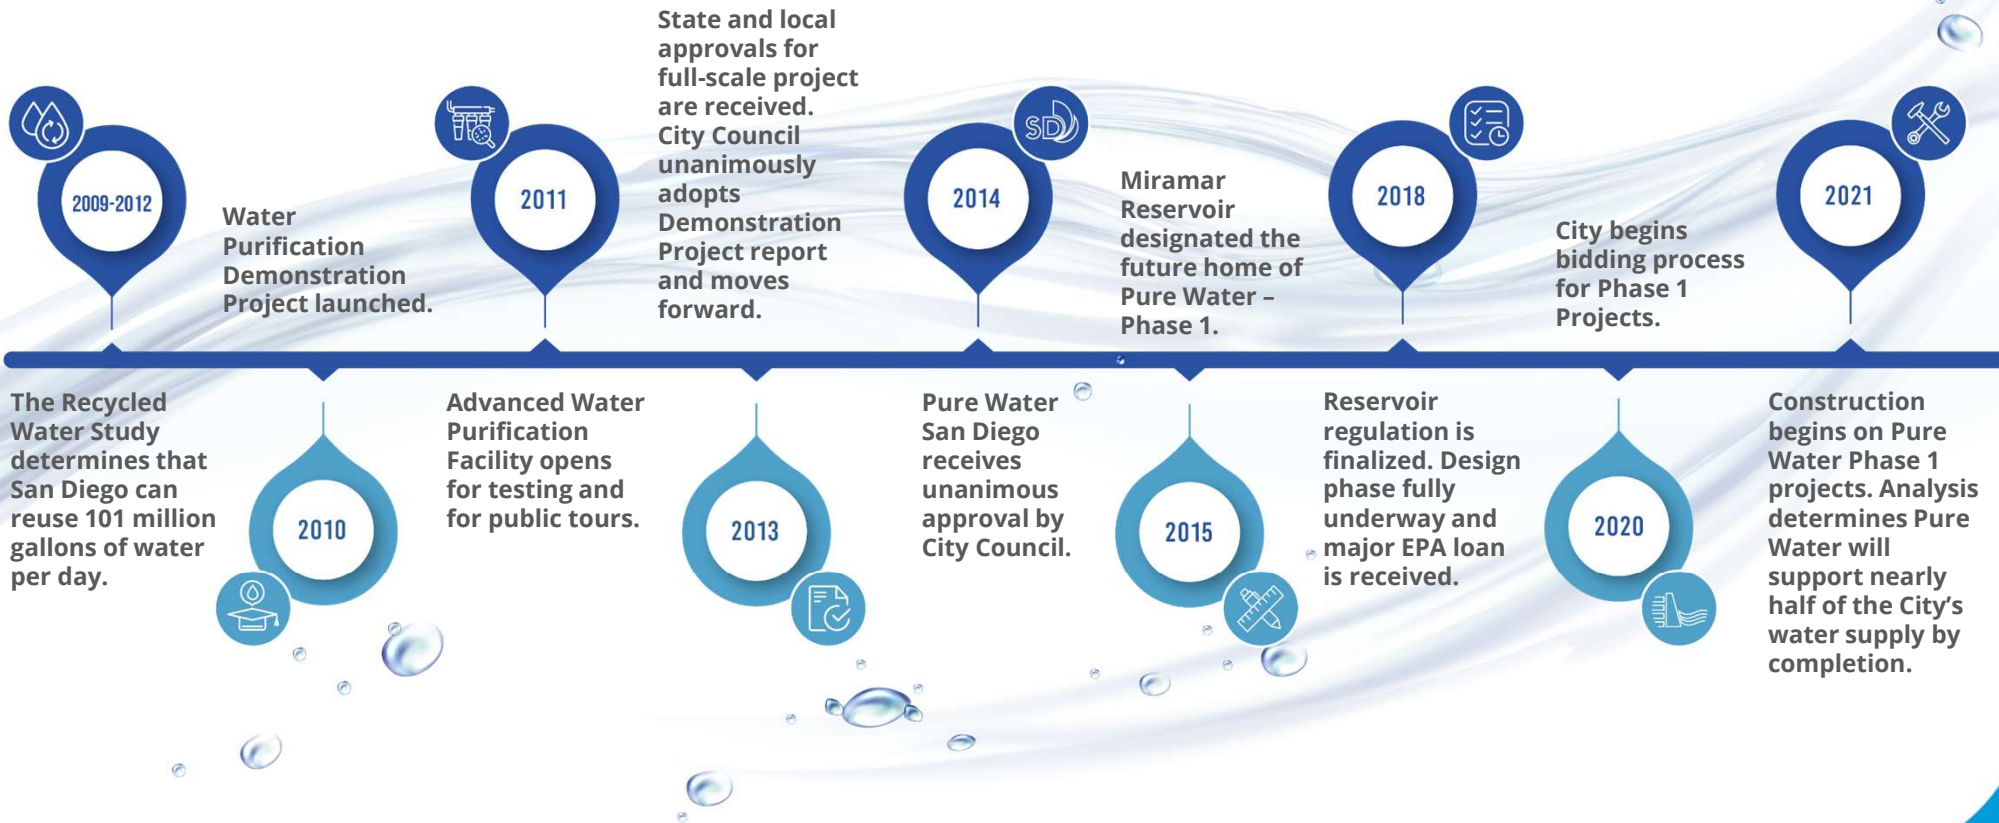 2009-2012
The Recycled
Water Study
determines that
San Diego can
reuse 101 million
gallons of water
per day.
Water
Purification
Demonstration
Project launched.
2010
2011
Advanced Water
Purification
Facility opens
for testing and
for public tours.
State and local
approvals for
full-scale project
are received.
City Council
unanimously
adopts
Demonstration
Project report
and moves
forward.
2013
SD
2014
Pure Water
San Diego
receives
unanimous
approval by
City Council.
Miramar
Reservoir
designated the
future home of
Pure Water –
Phase 1.
2015
2018
Reservoir
regulation is
finalized. Design
phase fully
underway and
major EPA loan
is received.
City begins
bidding process
for Phase 1
Projects.
2020
2021
Construction
begins on Pure
Water Phase 1
projects. Analysis
determines Pure
Water will
support nearly
half of the City’s
water supply by
completion.